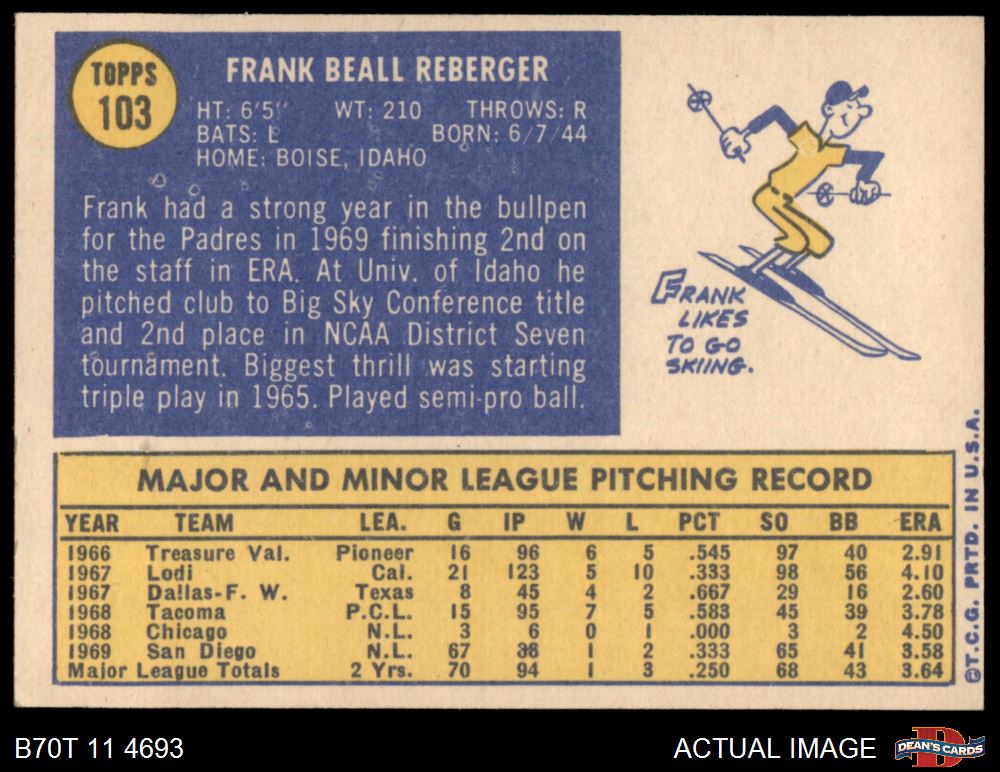 TOPPS
103
FRANK BEALL REBERGER
HT: 6'5" WT: 210 THROWS: R
BATS: L BORN: 6/7/44
HOME: BOISE, IDAHO
Frank had a strong year in the bullpen
for the Padres in 1969 finishing 2nd on
the staff in ERA. At Univ. of Idaho he
pitched club to Big Sky Conference title
and 2nd place in NCAA District Seven
tournament. Biggest thrill was starting
triple play in 1965. Played semi-pro ball.
FRANK
LIKES
TO GO
SKIING.
MAJOR AND MINOR LEAGUE PITCHING RECORD
YEAR TEAM LEA. G IP W L PCT SO BB ERA
1966 Treasure Val. Pioneer 16 96 6 5 .545 97 40 2.91
1967 Lodi Cal. 21 123 5 10 .333 98 56 4.10
1967 Dallas-F. W. Texas 8 45 4 2 .667 29 16 2.60
1968 Tacoma P.C.L. 15 95 7 5 .583 45 39 3.78
1968 Chicago N.L. 3 6 0 1 .000 3 2 4.50
1969 San Diego N.L. 67 1 2 .333 65 41 3.58
Major League Totals 2 Yrs. 70 94 1 3 .250 68 43 3.64
©T.C.G. PRTD. IN U.S.A.
B70T 11 4693
ACTUAL IMAGE
D
DEAN'S CARDS